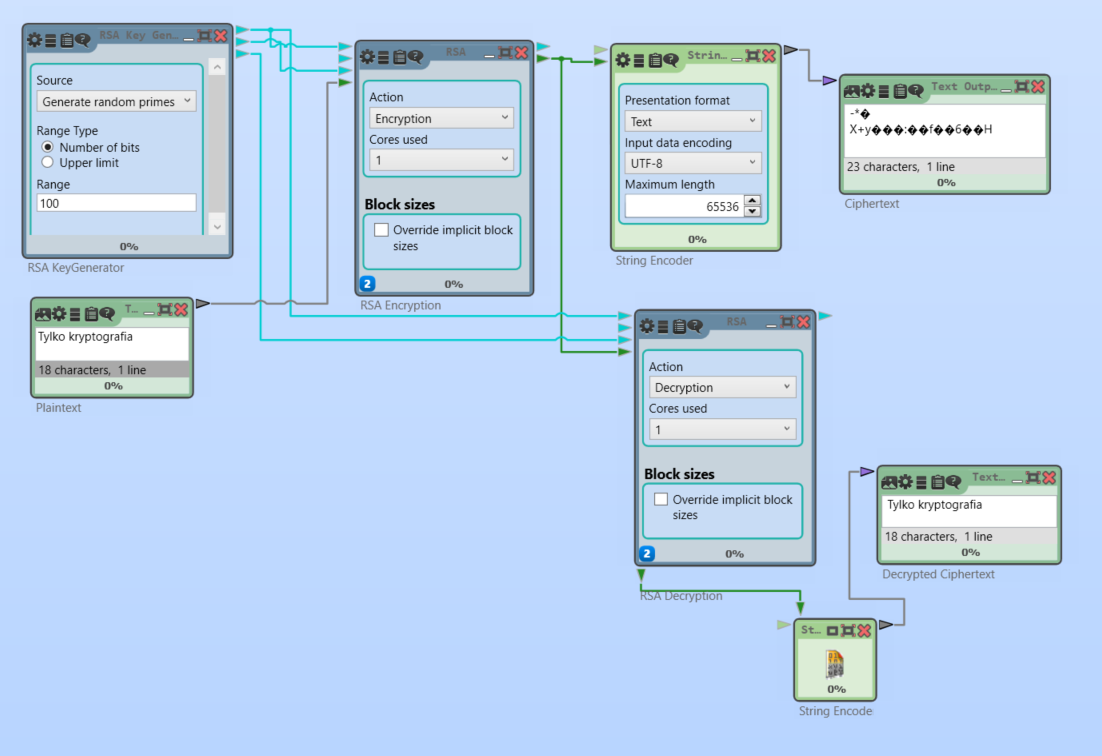 RSA Key Gen...
Source
Generate random primes
Range Type
Number of bits
Upper limit
Range
100
0%
RSA KeyGenerator
RSA
Action
Encryption
Cores used
1
Block sizes
Override implicit block
sizes
2
0%
RSA Encryption
Strin...
Presentation format
Text
Input data encoding
UTF-8
Maximum length
65536
0%
String Encoder
Text Outp...
-*�
X+y���:��f��6��H
23 characters, 1 line
0%
Ciphertext
T...
Tylko kryptografia
18 characters, 1 line
0%
Plaintext
RSA
Action
Decryption
Cores used
1
Block sizes
Override implicit block
sizes
2
0%
RSA Decryption
Text...
Tylko kryptografia
18 characters, 1 line
0%
Decrypted Ciphertext
St...
0%
String Encode